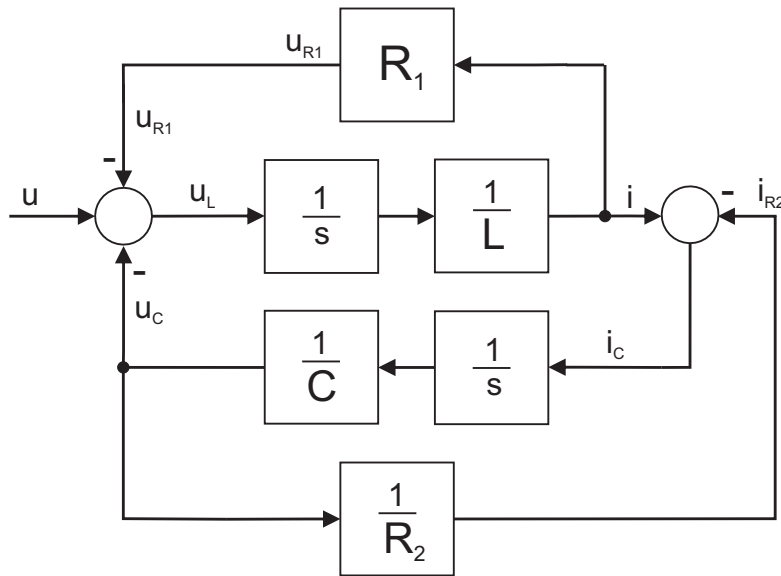 u_R1
R_1
u_R1
-
u
u_L
1
s
1
L
i
-
i_R2
-
u_C
1
C
1
s
i_C
1
R_2